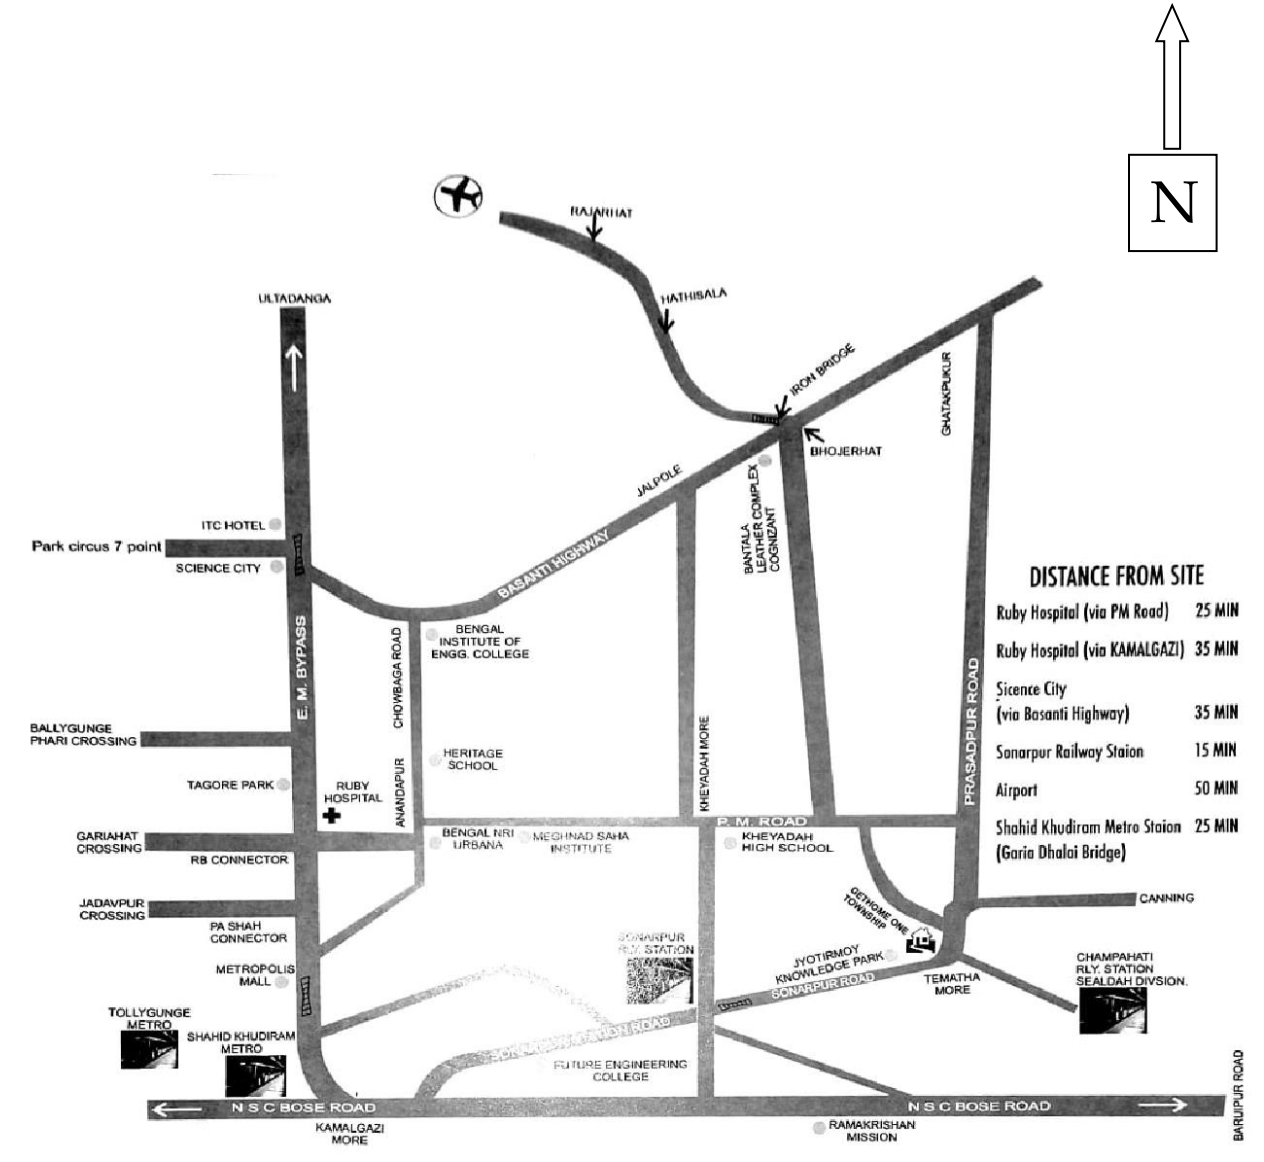 N
RAJARHAT
HATHISALA
ULTADANGA
IRON BRIDGE
GHATAKPUKUR
BHOJERHAT
JALPOLE
BANTALA
LEATHER COMPLEX
COGNIZANT
ITC HOTEL
Park circus 7 point
SCIENCE CITY
BASANTI HIGHWAY
E. M. BYPASS
CHOWBAGA ROAD
BENGAL
INSTITUTE OF
ENGG. COLLEGE
DISTANCE FROM SITE
Ruby Hospital (via PM Road) 25 MIN
Ruby Hospital (via KAMALGAZI) 35 MIN
Sicence City
(via Basanti Highway) 35 MIN
Sonarpur Railway Staion 15 MIN
Airport 50 MIN
Shahid Khudiram Metro Staion 25 MIN
(Garia Dhalai Bridge)
PRASADPUR ROAD
BALLYGUNGE
PHARI CROSSING
KHEYADAH MORE
HERITAGE
SCHOOL
ANANDAPUR
TAGORE PARK
RUBY
HOSPITAL
P. M. ROAD
GARIAHAT
CROSSING
RB CONNECTOR
BENGAL NRI
URBANA
MEGHNAD SAHA
INSTITUTE
KHEYADAH
HIGH SCHOOL
JADAVPUR
CROSSING
PA SHAH
CONNECTOR
GETHOME ONE
TOWNSHIP
CANNING
SONARPUR
RLY. STATION
JYOTIRMOY
KNOWLEDGE PARK
SONARPUR ROAD
TEMATHA
MORE
CHAMPAHATI
RLY. STATION
SEALDAH DIVSION.
METROPOLIS
MALL
TOLLYGUNGE
METRO
SHAHID KHUDIRAM
METRO
STATION ROAD
FUTURE ENGINEERING
COLLEGE
N S C BOSE ROAD
N S C BOSE ROAD
KAMALGAZI
MORE
RAMAKRISHAN
MISSION
BARUIPUR ROAD